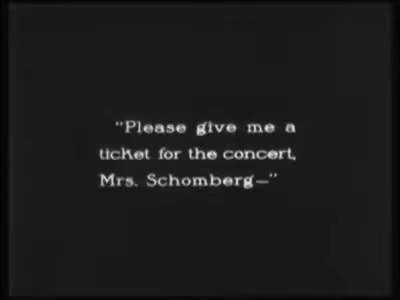 "Please give me a
ticket for the concert,
Mrs. Schomberg—"